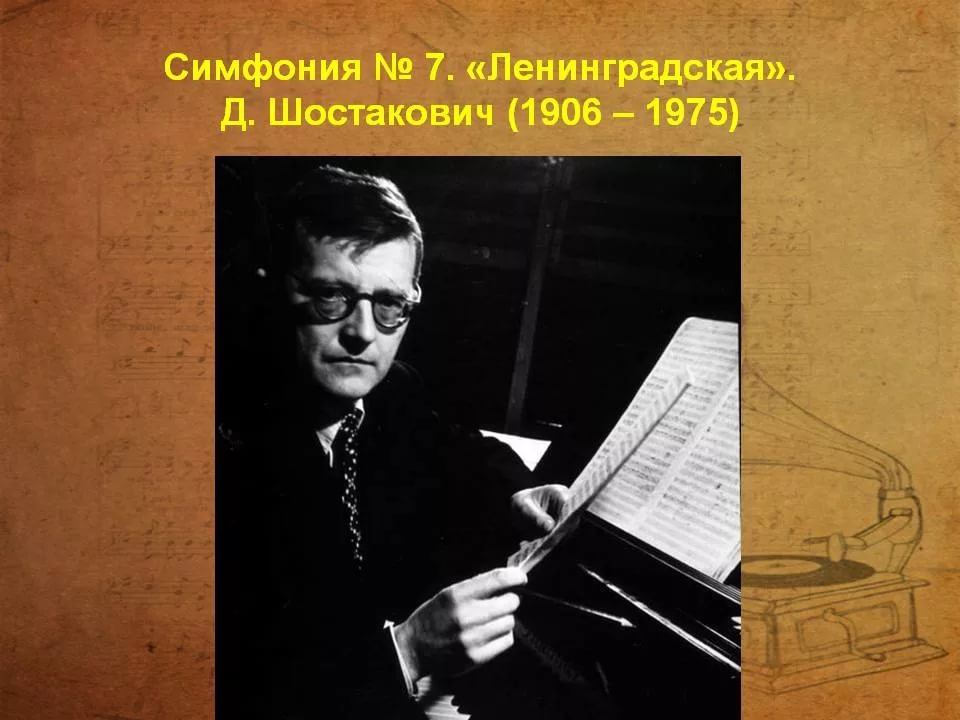 Симфония № 7. «Ленинградская».
Д. Шостакович (1906 – 1975)